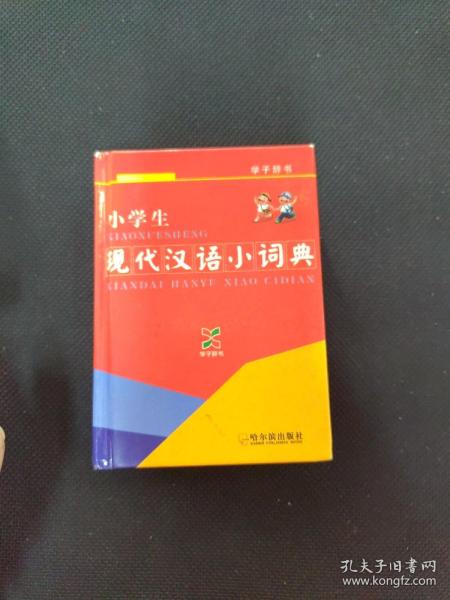 学子辞书
小学生
XIAOXUESHENG
现代汉语小词典
XIANDAI HANYU XIAO CIDIAN
学子辞书
哈尔滨出版社
孔夫子旧书网
www.kongfz.com